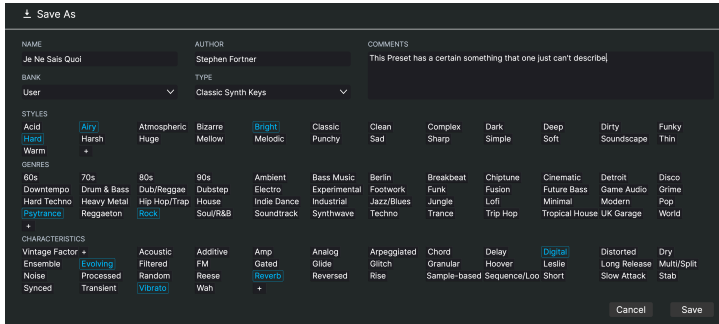 Save As
NAME AUTHOR COMMENTS
Je Ne Sais Quoi Stephen Fortner This Preset has a certain something that one just can't describe
BANK TYPE
User Classic Synth Keys
STYLES
Acid Airy Atmospheric Bizarre Bright Classic Clean Complex Dark Deep Dirty Funky
Hard Harsh Huge Mellow Melodic Punchy Sad Sharp Simple Soft Soundscape Thin
Warm +
GENRES
60s 70s 80s 90s Ambient Bass Music Berlin Breakbeat Chiptune Cinematic Detroit Disco
Downtempo Drum & Bass Dub/Reggae Dubstep Electro Experimental Footwork Funk Fusion Future Bass Game Audio Grime
Hard Techno Heavy Metal Hip Hop/Trap House Indie Dance Industrial Jazz/Blues Jungle Lofi Minimal Modern Pop
Psytrance Reggaeton Rock Soul/R&B Soundtrack Synthwave Techno Trance Trip Hop Tropical House UK Garage World
+
CHARACTERISTICS
Vintage Factor + Acoustic Additive Amp Analog Arpeggiated Chord Delay Digital Distorted Dry
Ensemble Evolving Filtered FM Gated Glide Glitch Granular Hoover Leslie Long Release Multi/Split
Noise Processed Random Reese Reverb Reversed Rise Sample-based Sequence/Loo Short Slow Attack Stab
Synced Transient Vibrato Wah +
Cancel Save